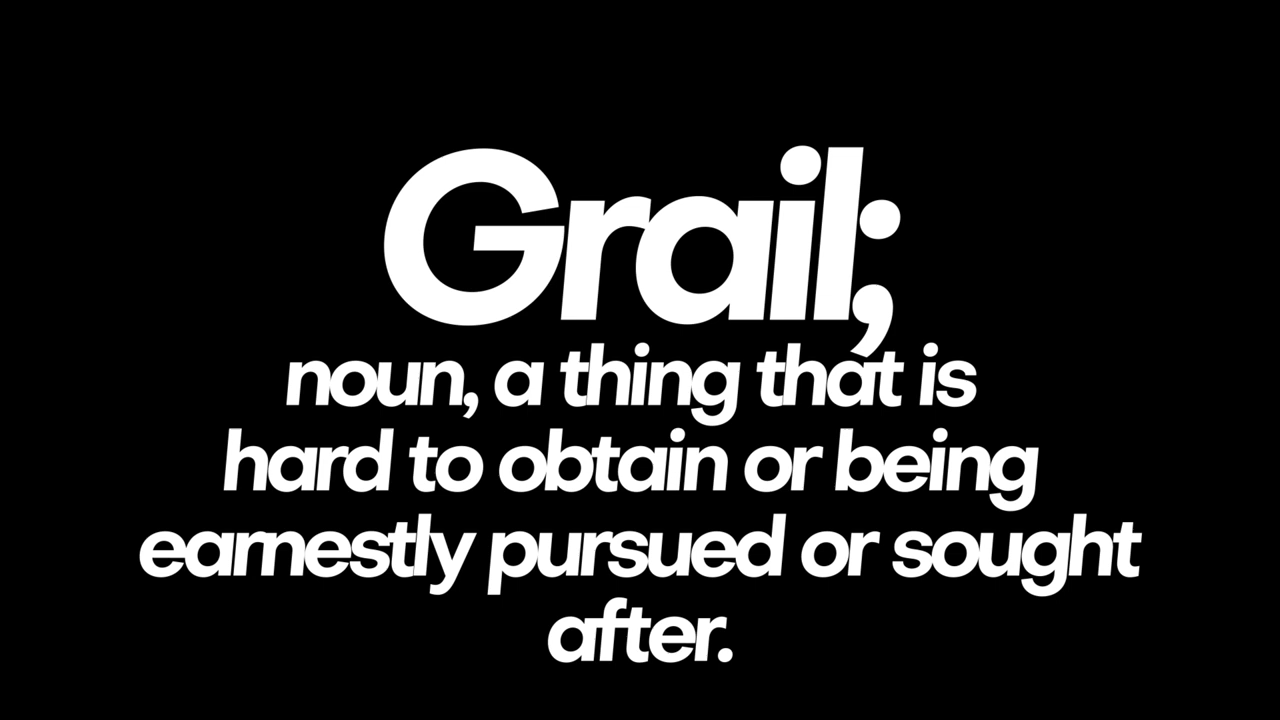 Grail;
noun, a thing that is
hard to obtain or being
earnestly pursued or sought
after.